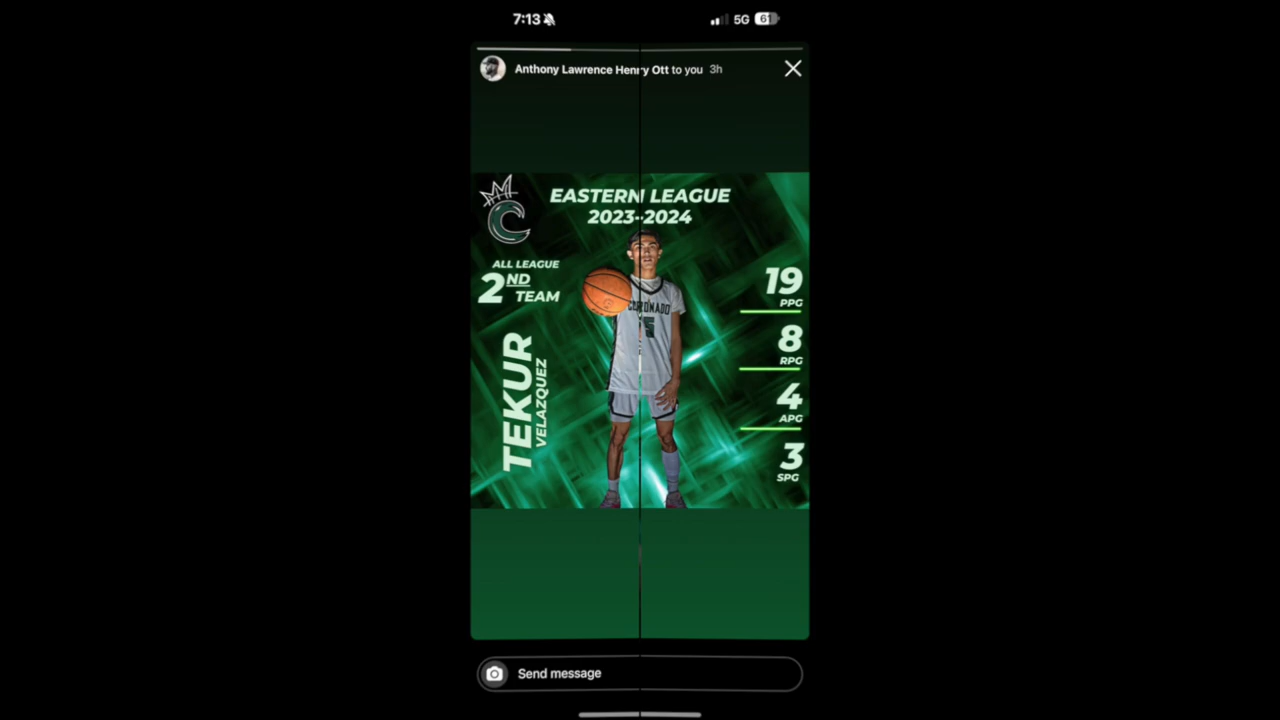 7:13
5G 61
Anthony Lawrence Henry Ott to you 3h
EASTERN LEAGUE
2023-2024
ALL LEAGUE
2ND
TEAM
TEKUR
VELAZQUEZ
CORONADO
19
PPG
8
RPG
4
APG
3
SPG
Send message